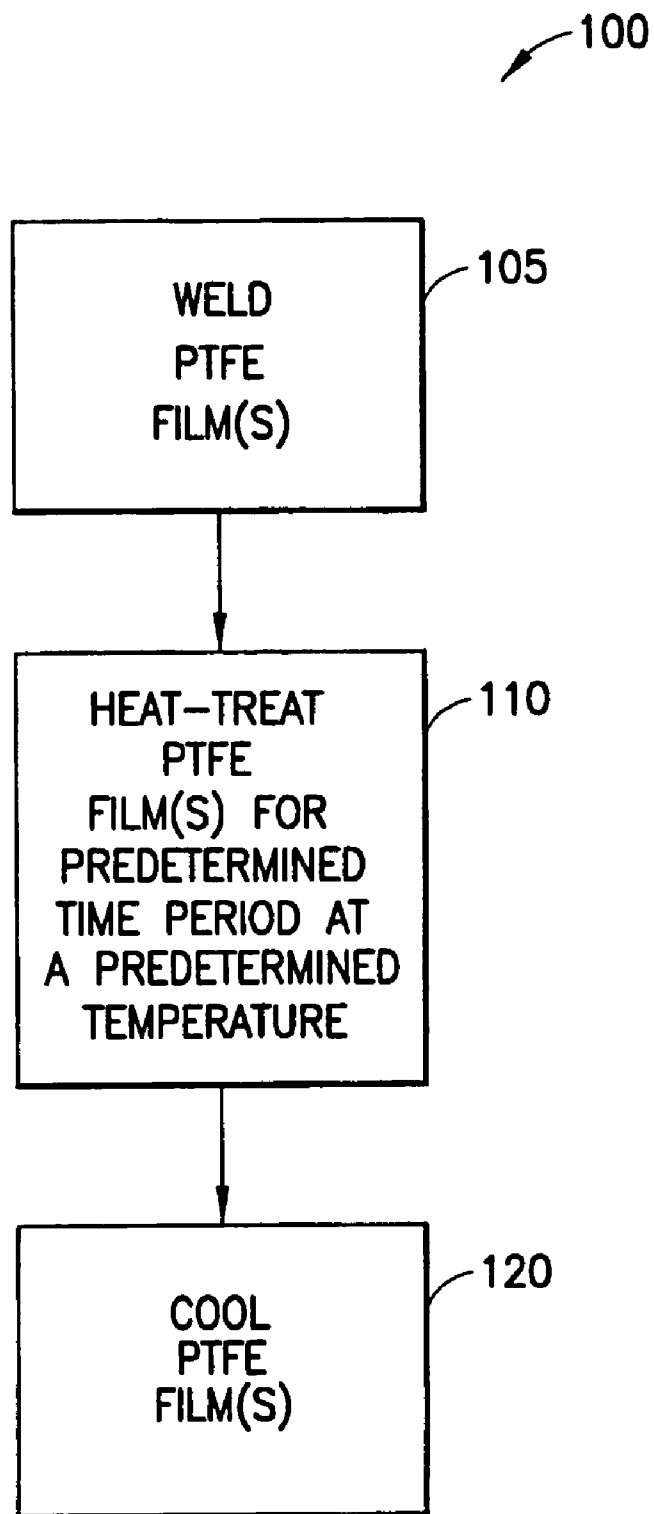 100
WELD
PTFE
FILM(S)
105
HEAT-TREAT
PTFE
FILM(S) FOR
PREDETERMINED
TIME PERIOD AT
A PREDETERMINED
TEMPERATURE
110
COOL
PTFE
FILM(S)
120